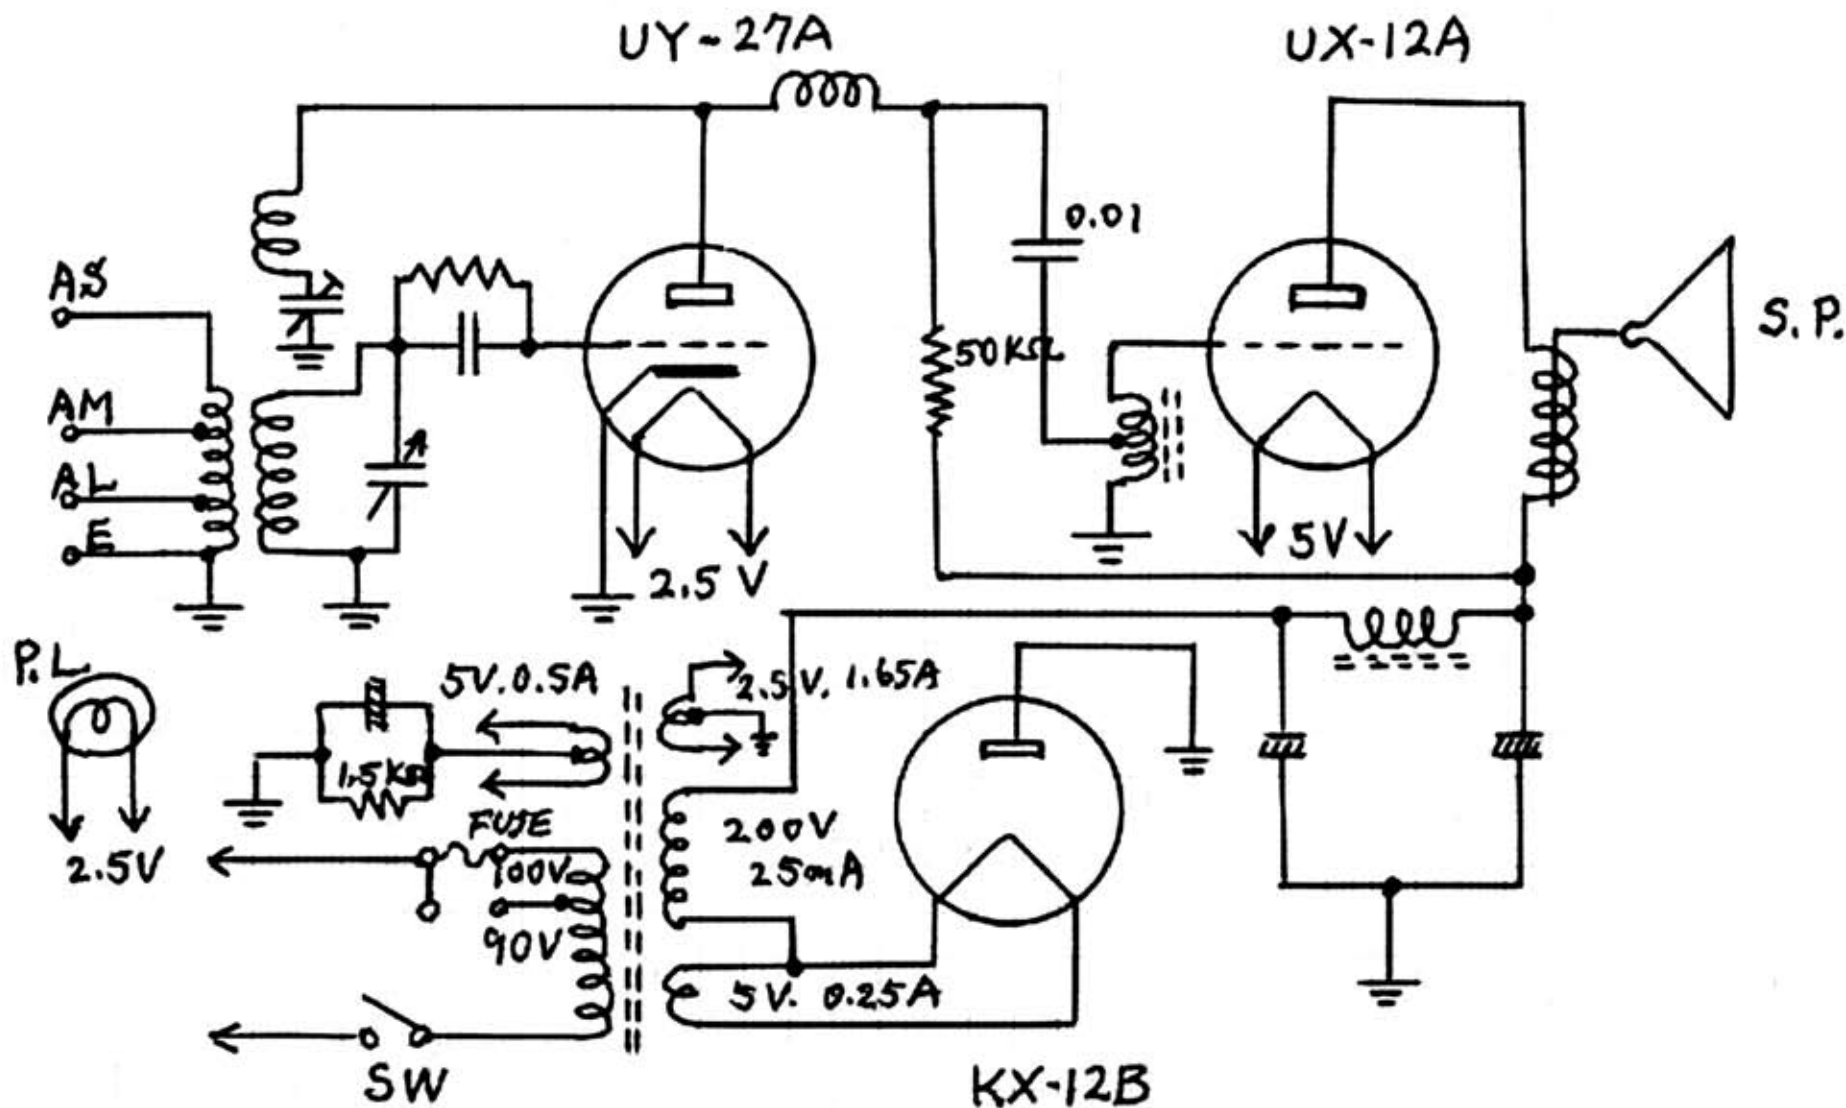 UY-27A
UX-12A
0.01
AS
AM
AL
E
50KΩ
S.P.
2.5 V
5V
P.L
5V. 0.5A
2.5V. 1.65A
1.5KΩ
FUSE
200V
25mA
2.5V
100V
90V
5V. 0.25A
SW
KX-12B